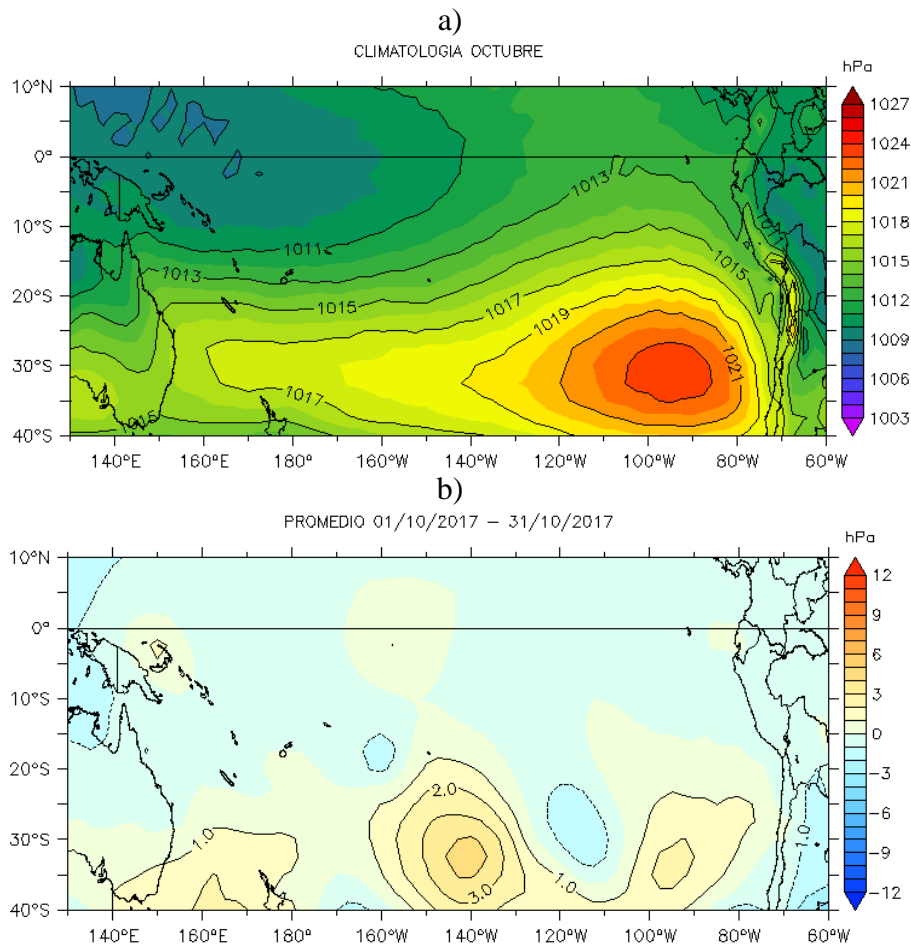 a)
CLIMATOLOGIA OCTUBRE
hPa
10°N
0°
10°S
20°S
30°S
40°S
1011
1013
1015
1017
1017
1015
1019
1021
1013
1015
1011
1027
1024
1021
1018
1015
1012
1009
1006
1003
140°E 160°E 180° 160°W 140°W 120°W 100°W 80°W 60°W
b)
PROMEDIO 01/10/2017 – 31/10/2017
hPa
10°N
0°
10°S
20°S
30°S
40°S
1.0
2.0
3.0
1.0
1.0
12
9
6
3
0
−3
−6
−9
−12
140°E 160°E 180° 160°W 140°W 120°W 100°W 80°W 60°W